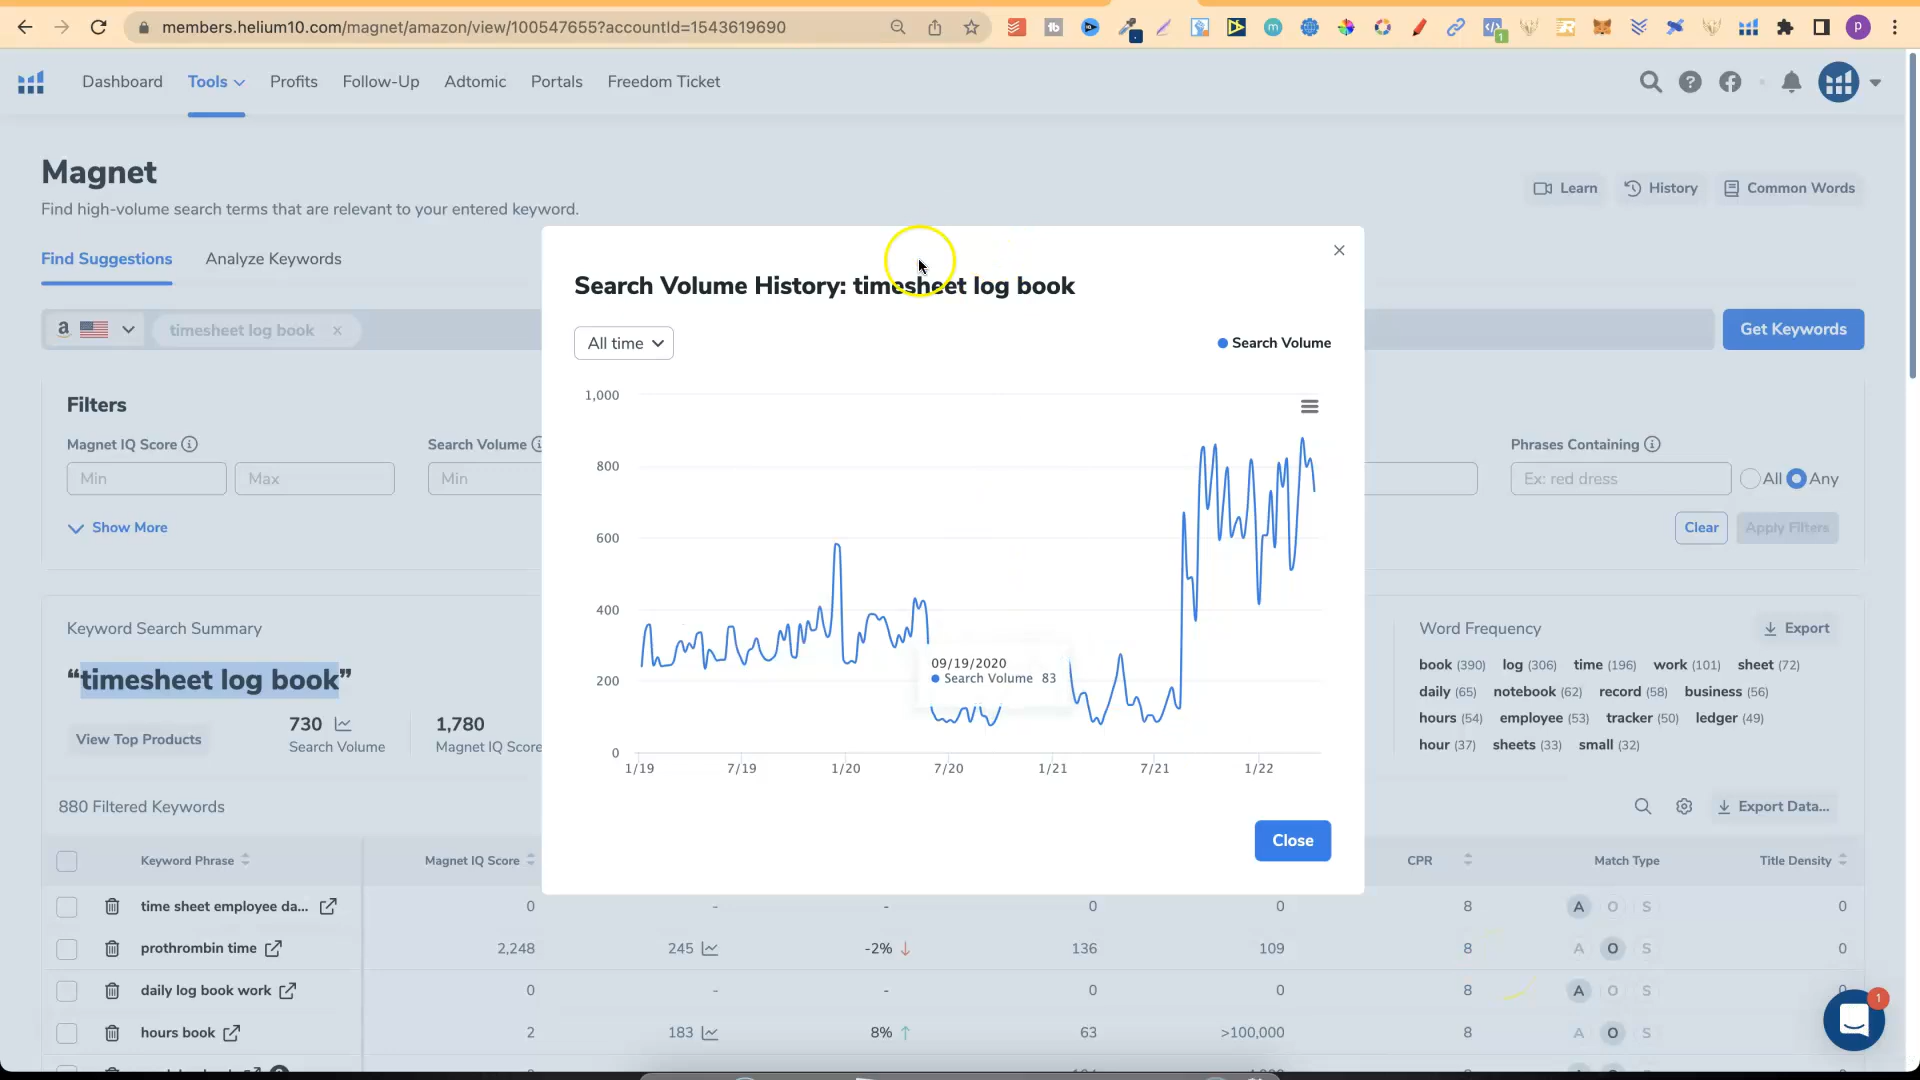 members.helium10.com/magnet/amazon/view/100547655?accountId=1543619690
Dashboard Tools Profits Follow-Up Adtomic Portals Freedom Ticket
Magnet
Find high-volume search terms that are relevant to your entered keyword.
Learn History Common Words
Find Suggestions Analyze Keywords
timesheet log book
Get Keywords
Filters
Magnet IQ Score
Search Volume
Phrases Containing
Min Max Min
Ex: red dress
All Any
Show More
Clear Apply Filters
Keyword Search Summary
"timesheet log book"
View Top Products
730
Search Volume
1,780
Magnet IQ Score
Word Frequency
Export
book (390) log (306) time (196) work (101) sheet (72)
daily (65) notebook (62) record (58) business (56)
hours (54) employee (53) tracker (50) ledger (49)
hour (37) sheets (33) small (32)
880 Filtered Keywords
Export Data...
Keyword Phrase Magnet IQ Score CPR Match Type Title Density
time sheet employee da... 0 - - 0 0 8 A O S 0
prothrombin time 2,248 245 -2% 136 109 8 A O S 0
daily log book work 0 - - 0 0 8 A O S 0
hours book 2 183 8% 63 >100,000 8 A O S
1
Search Volume History: timesheet log book
All time
Search Volume
1,000
800
600
400
200
0
09/19/2020
Search Volume 83
1/19 7/19 1/20 7/20 1/21 7/21 1/22
Close